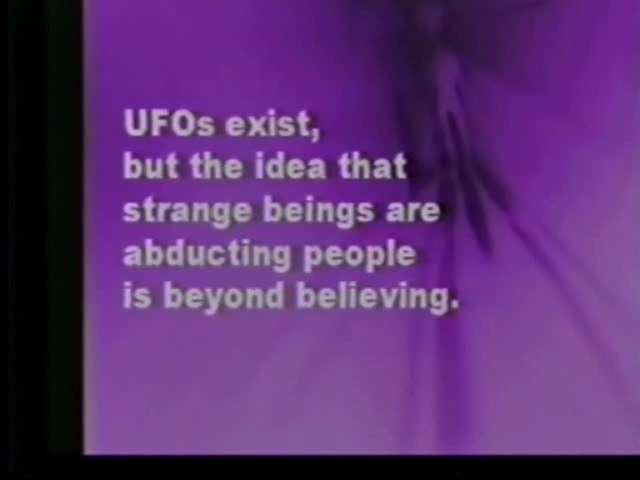 UFOs exist,
but the idea that
strange beings are
abducting people
is beyond believing.